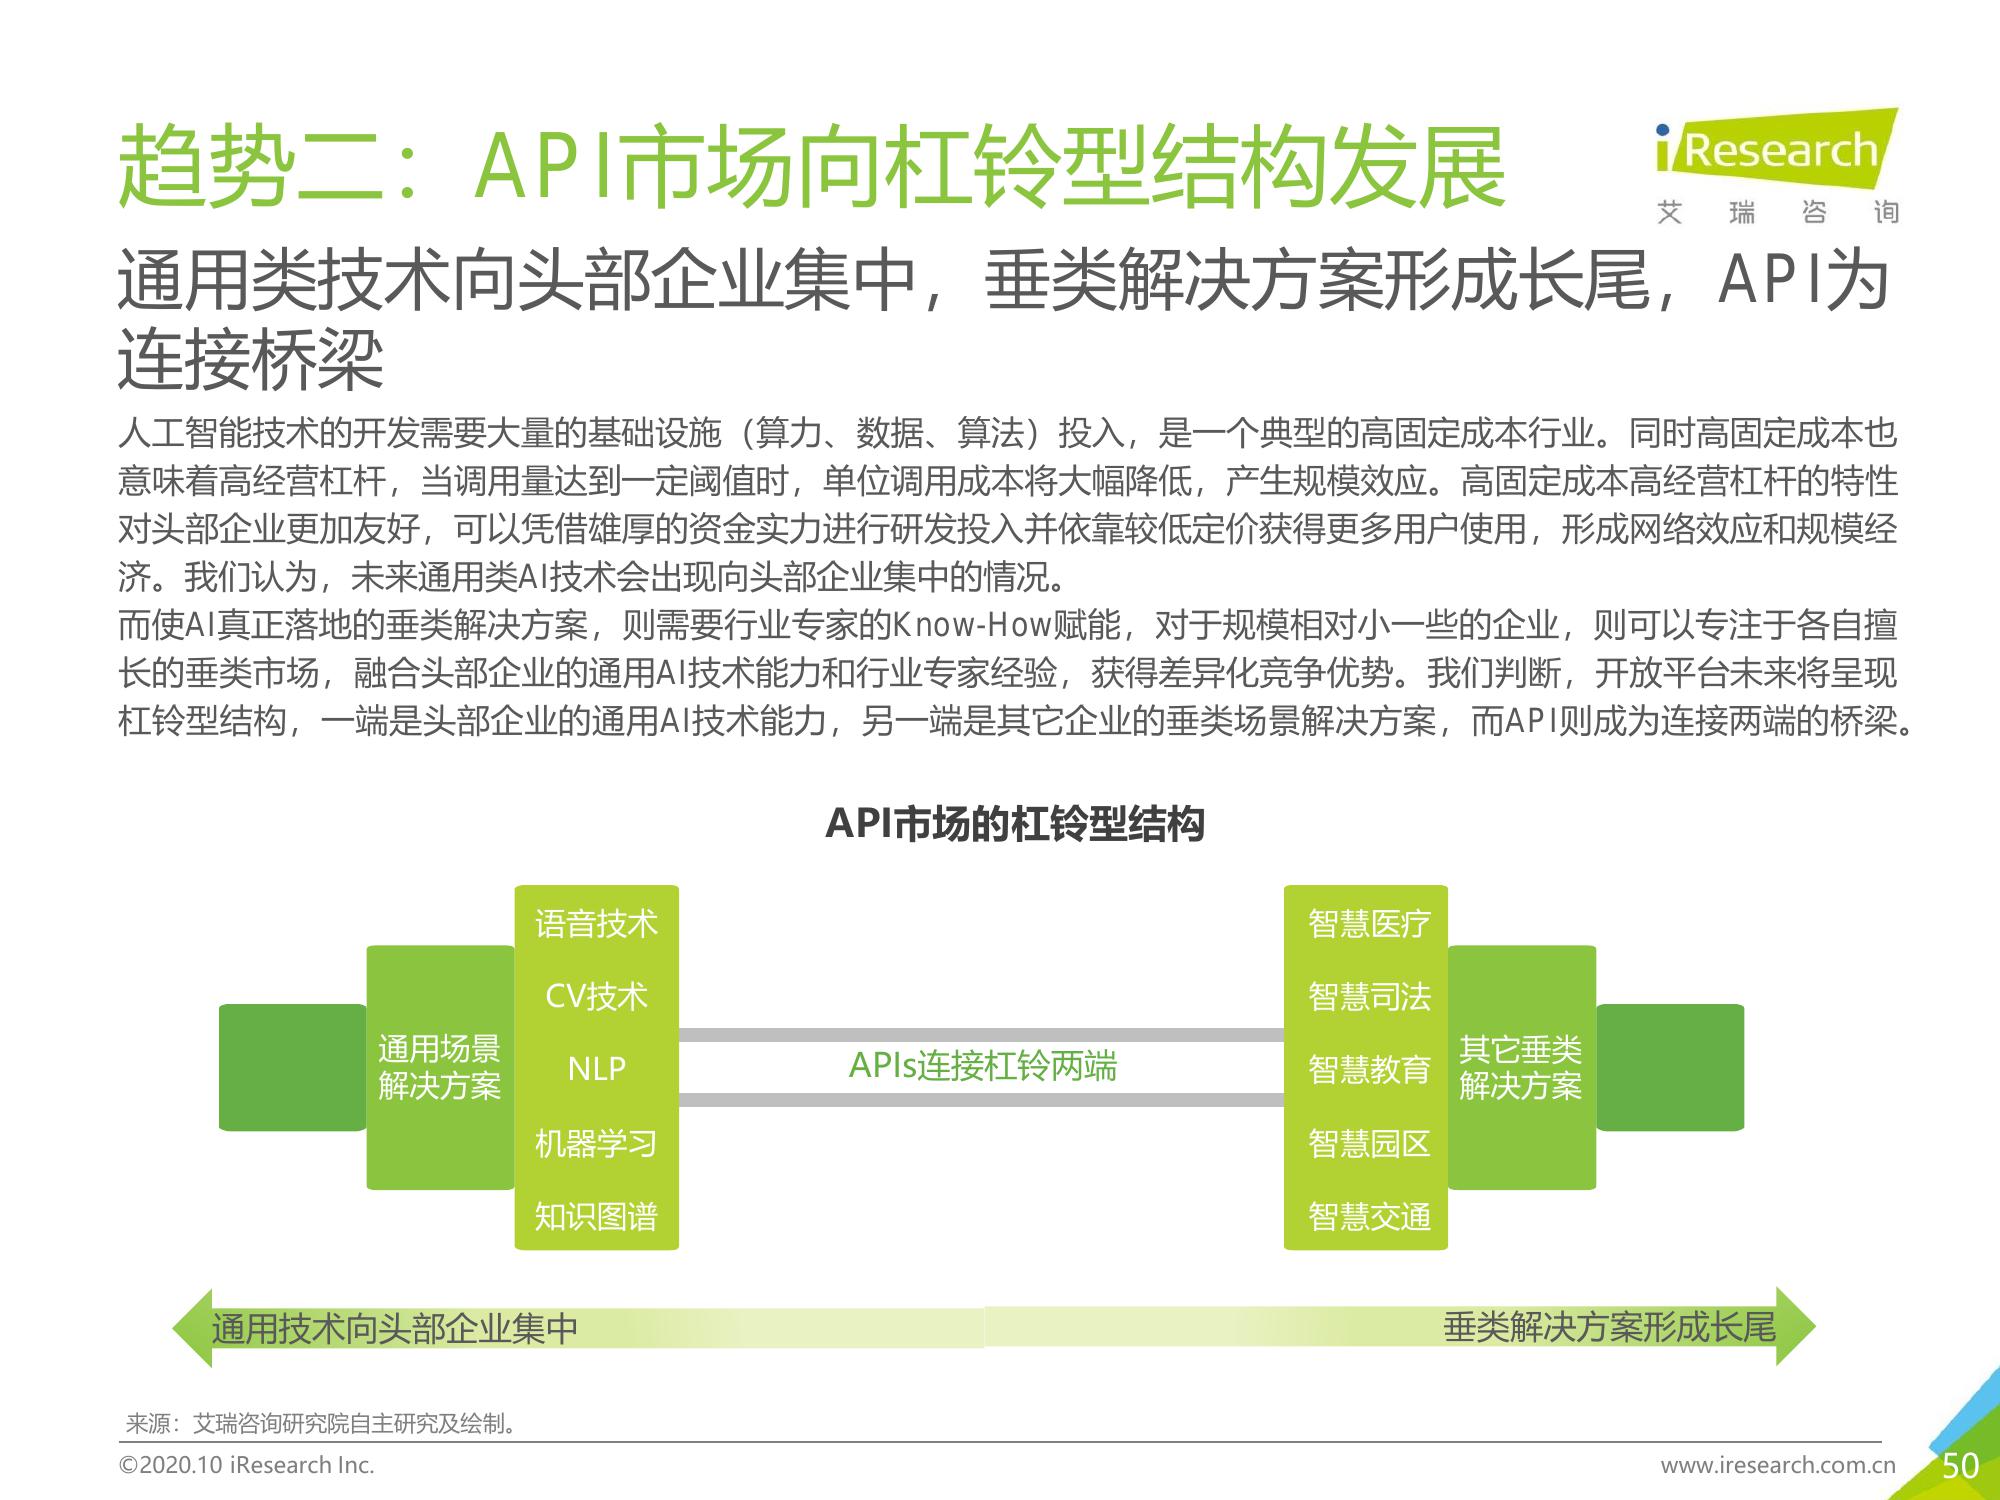 趋势二：API市场向杠铃型结构发展
iResearch
艾瑞咨询
通用类技术向头部企业集中，垂类解决方案形成长尾，API为
连接桥梁
人工智能技术的开发需要大量的基础设施（算力、数据、算法）投入，是一个典型的高固定成本行业。同时高固定成本也
意味着高经营杠杆，当调用量达到一定阈值时，单位调用成本将大幅降低，产生规模效应。高固定成本高经营杠杆的特性
对头部企业更加友好，可以凭借雄厚的资金实力进行研发投入并依靠较低定价获得更多用户使用，形成网络效应和规模经
济。我们认为，未来通用类AI技术会出现向头部企业集中的情况。
而使AI真正落地的垂类解决方案，则需要行业专家的Know-How赋能，对于规模相对小一些的企业，则可以专注于各自擅
长的垂类市场，融合头部企业的通用AI技术能力和行业专家经验，获得差异化竞争优势。我们判断，开放平台未来将呈现
杠铃型结构，一端是头部企业的通用AI技术能力，另一端是其它企业的垂类场景解决方案，而API则成为连接两端的桥梁。
API市场的杠铃型结构
通用场景
解决方案
语音技术
CV技术
NLP
机器学习
知识图谱
APIs连接杠铃两端
智慧医疗
智慧司法
智慧教育
智慧园区
智慧交通
其它垂类
解决方案
通用技术向头部企业集中
垂类解决方案形成长尾
来源：艾瑞咨询研究院自主研究及绘制。
©2020.10 iResearch Inc.
www.iresearch.com.cn
50